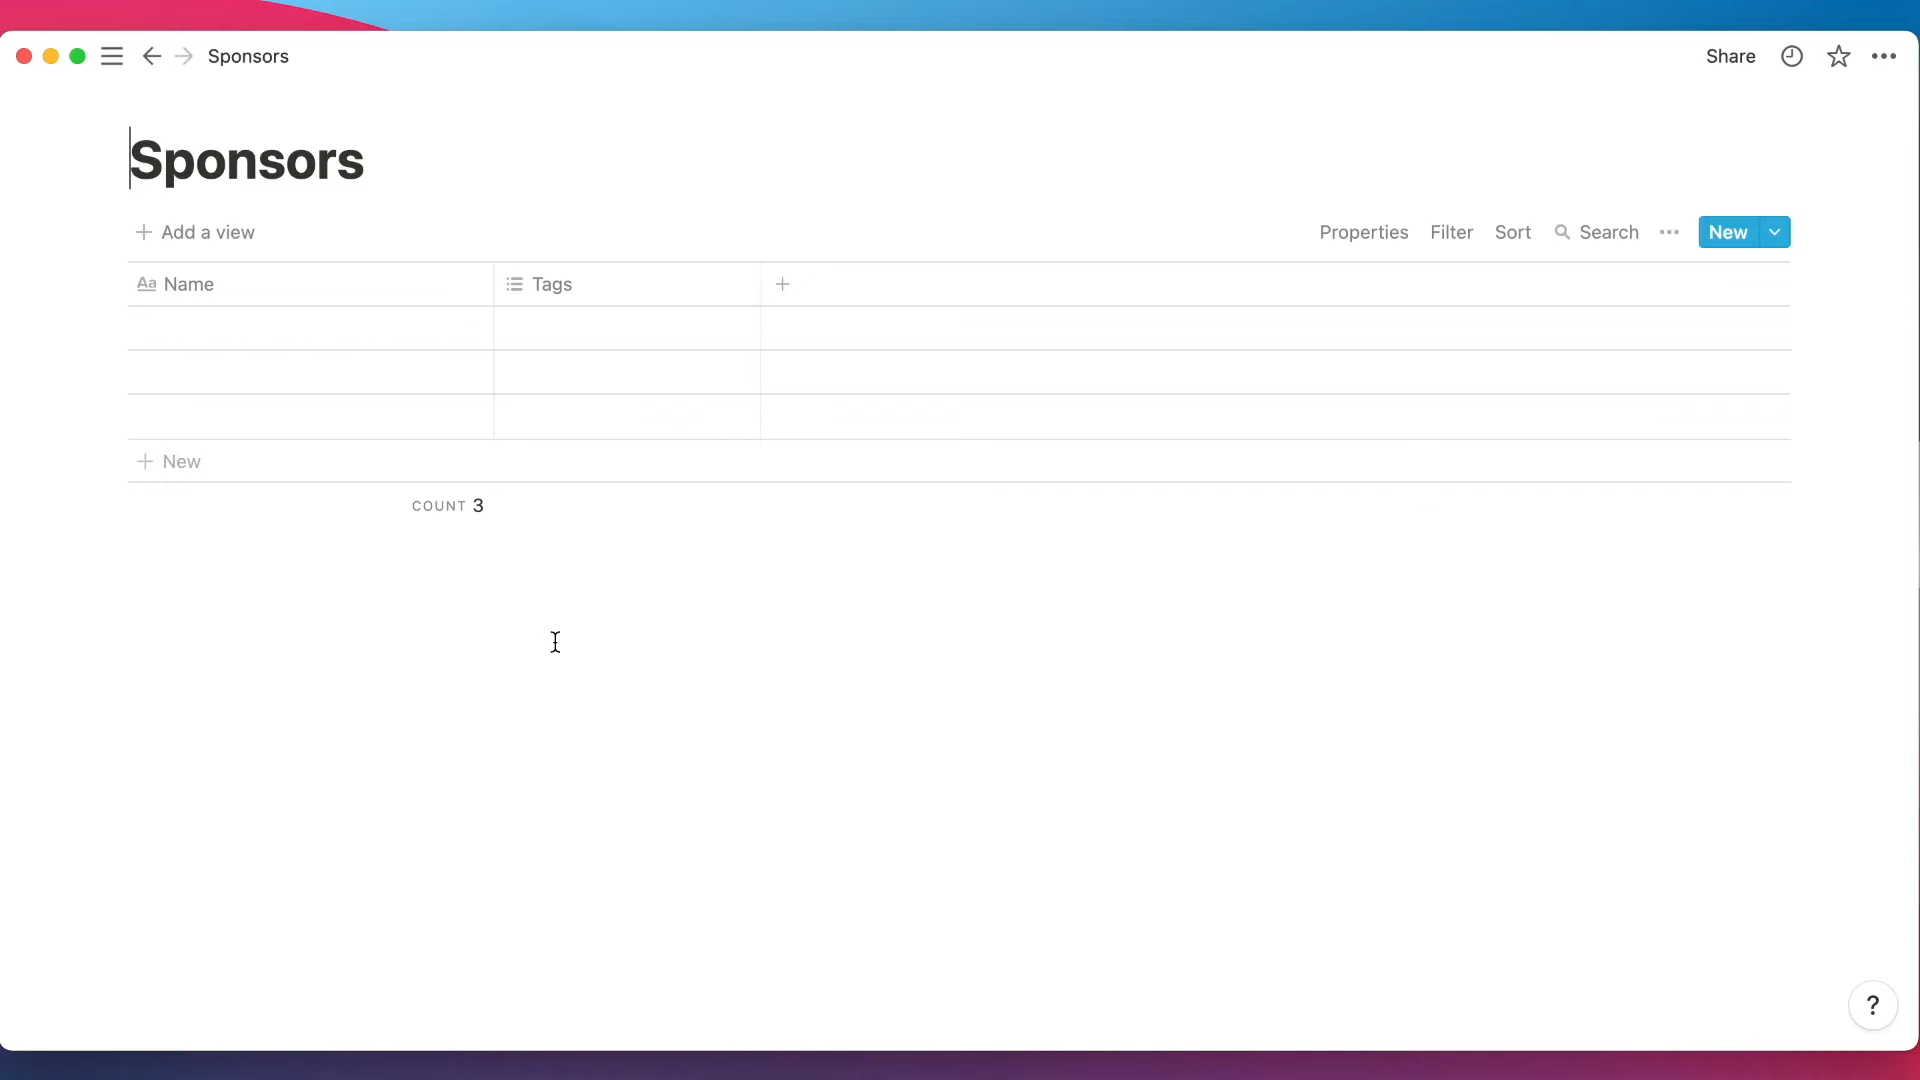 Sponsors
Share
Sponsors
Add a view
Properties Filter Sort Search New
Aa Name Tags
New
COUNT 3
?